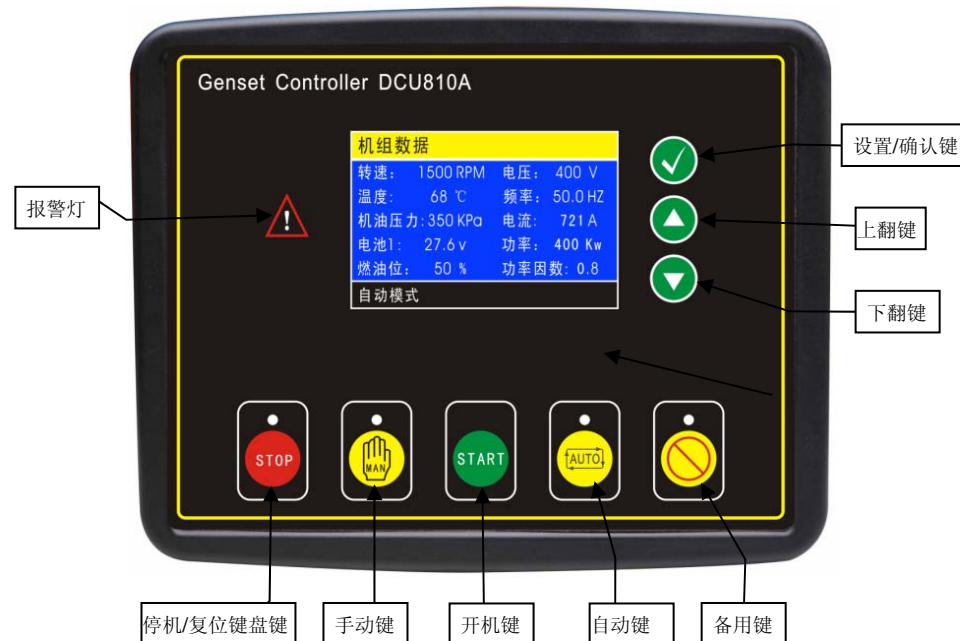 Genset Controller DCU810A
机组数据
转速： 1500 RPM 电压： 400 V
温度： 68 ℃ 频率： 50.0 HZ
机油压力：350 KPa 电流： 721 A
电池1： 27.6 v 功率： 400 Kw
燃油位： 50 % 功率因数：0.8
自动模式
设置/确认键
上翻键
下翻键
报警灯
!
STOP
MAN
START
AUTO
停机/复位键盘键
手动键
开机键
自动键
备用键